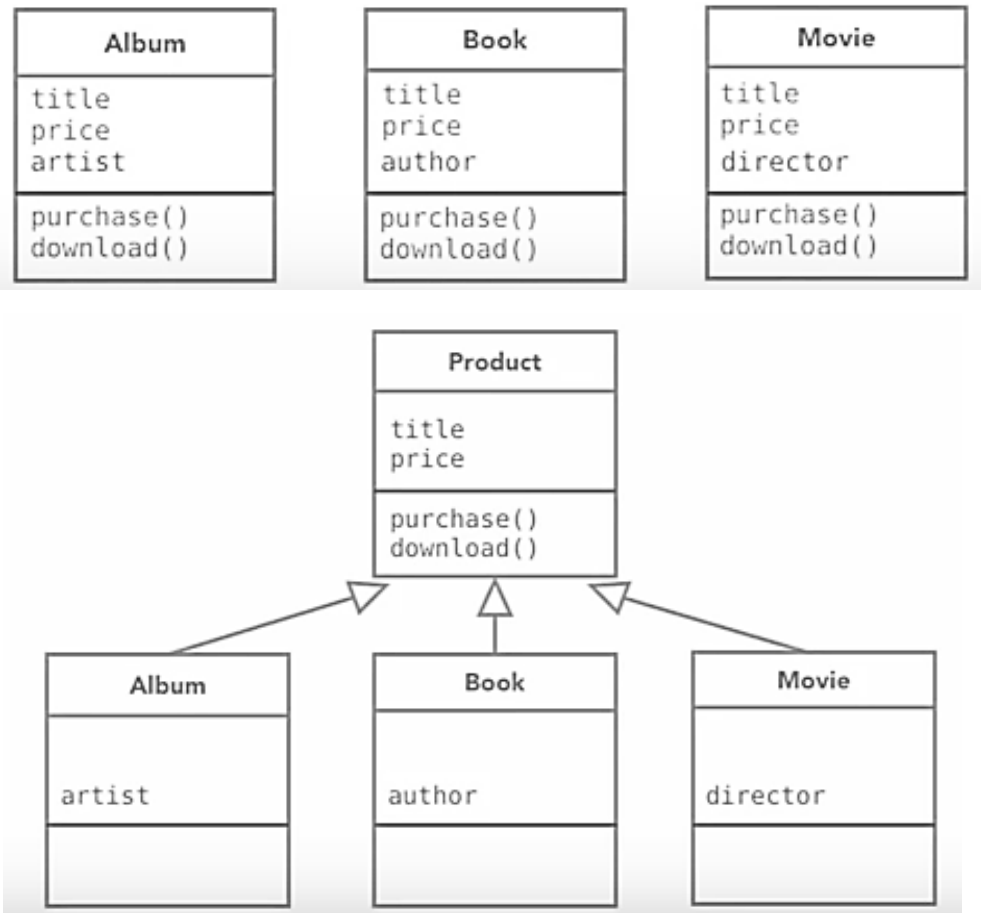 Album
title
price
artist
purchase()
download()
Book
title
price
author
purchase()
download()
Movie
title
price
director
purchase()
download()
Product
title
price
purchase()
download()
Album
artist
Book
author
Movie
director